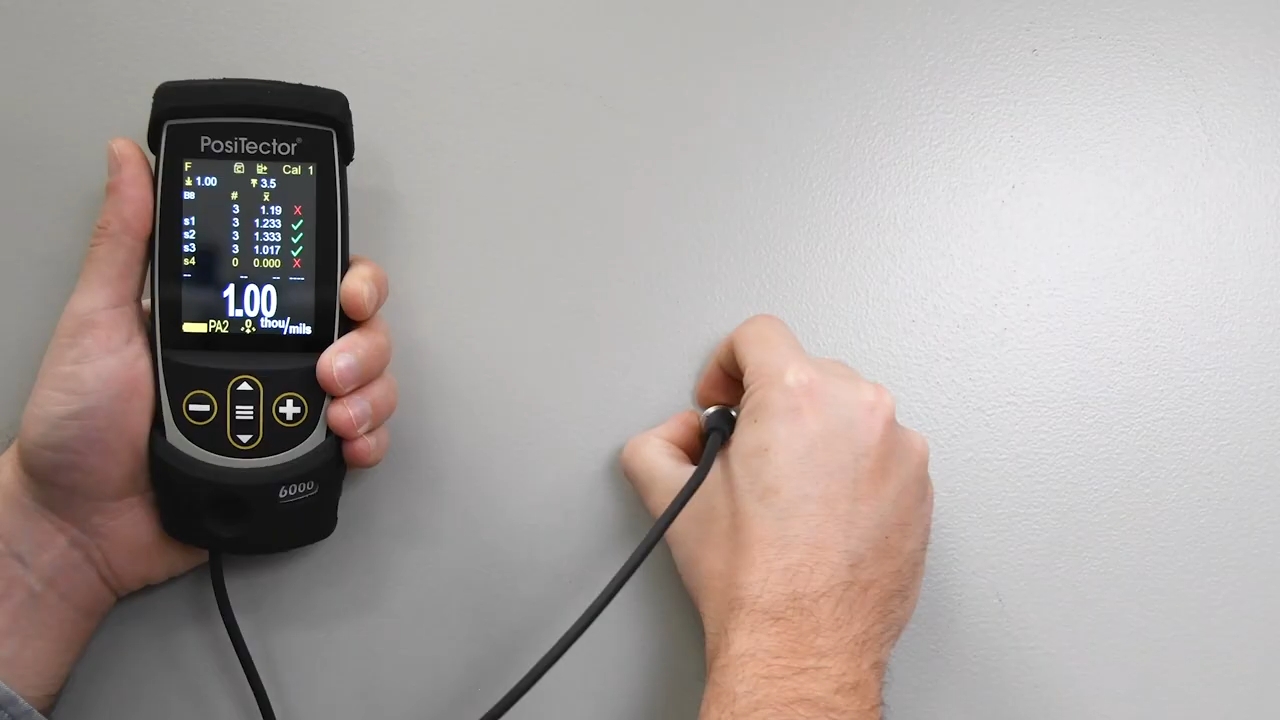 PosiTector®
F Cal 1
1.00 3.5
B8 # x̄
3 1.19 X
s1 3 1.233 ✓
s2 3 1.333 ✓
s3 3 1.017 ✓
s4 0 0.000 X
-- -- -- ----
1.00
PA2 thou/mils
6000